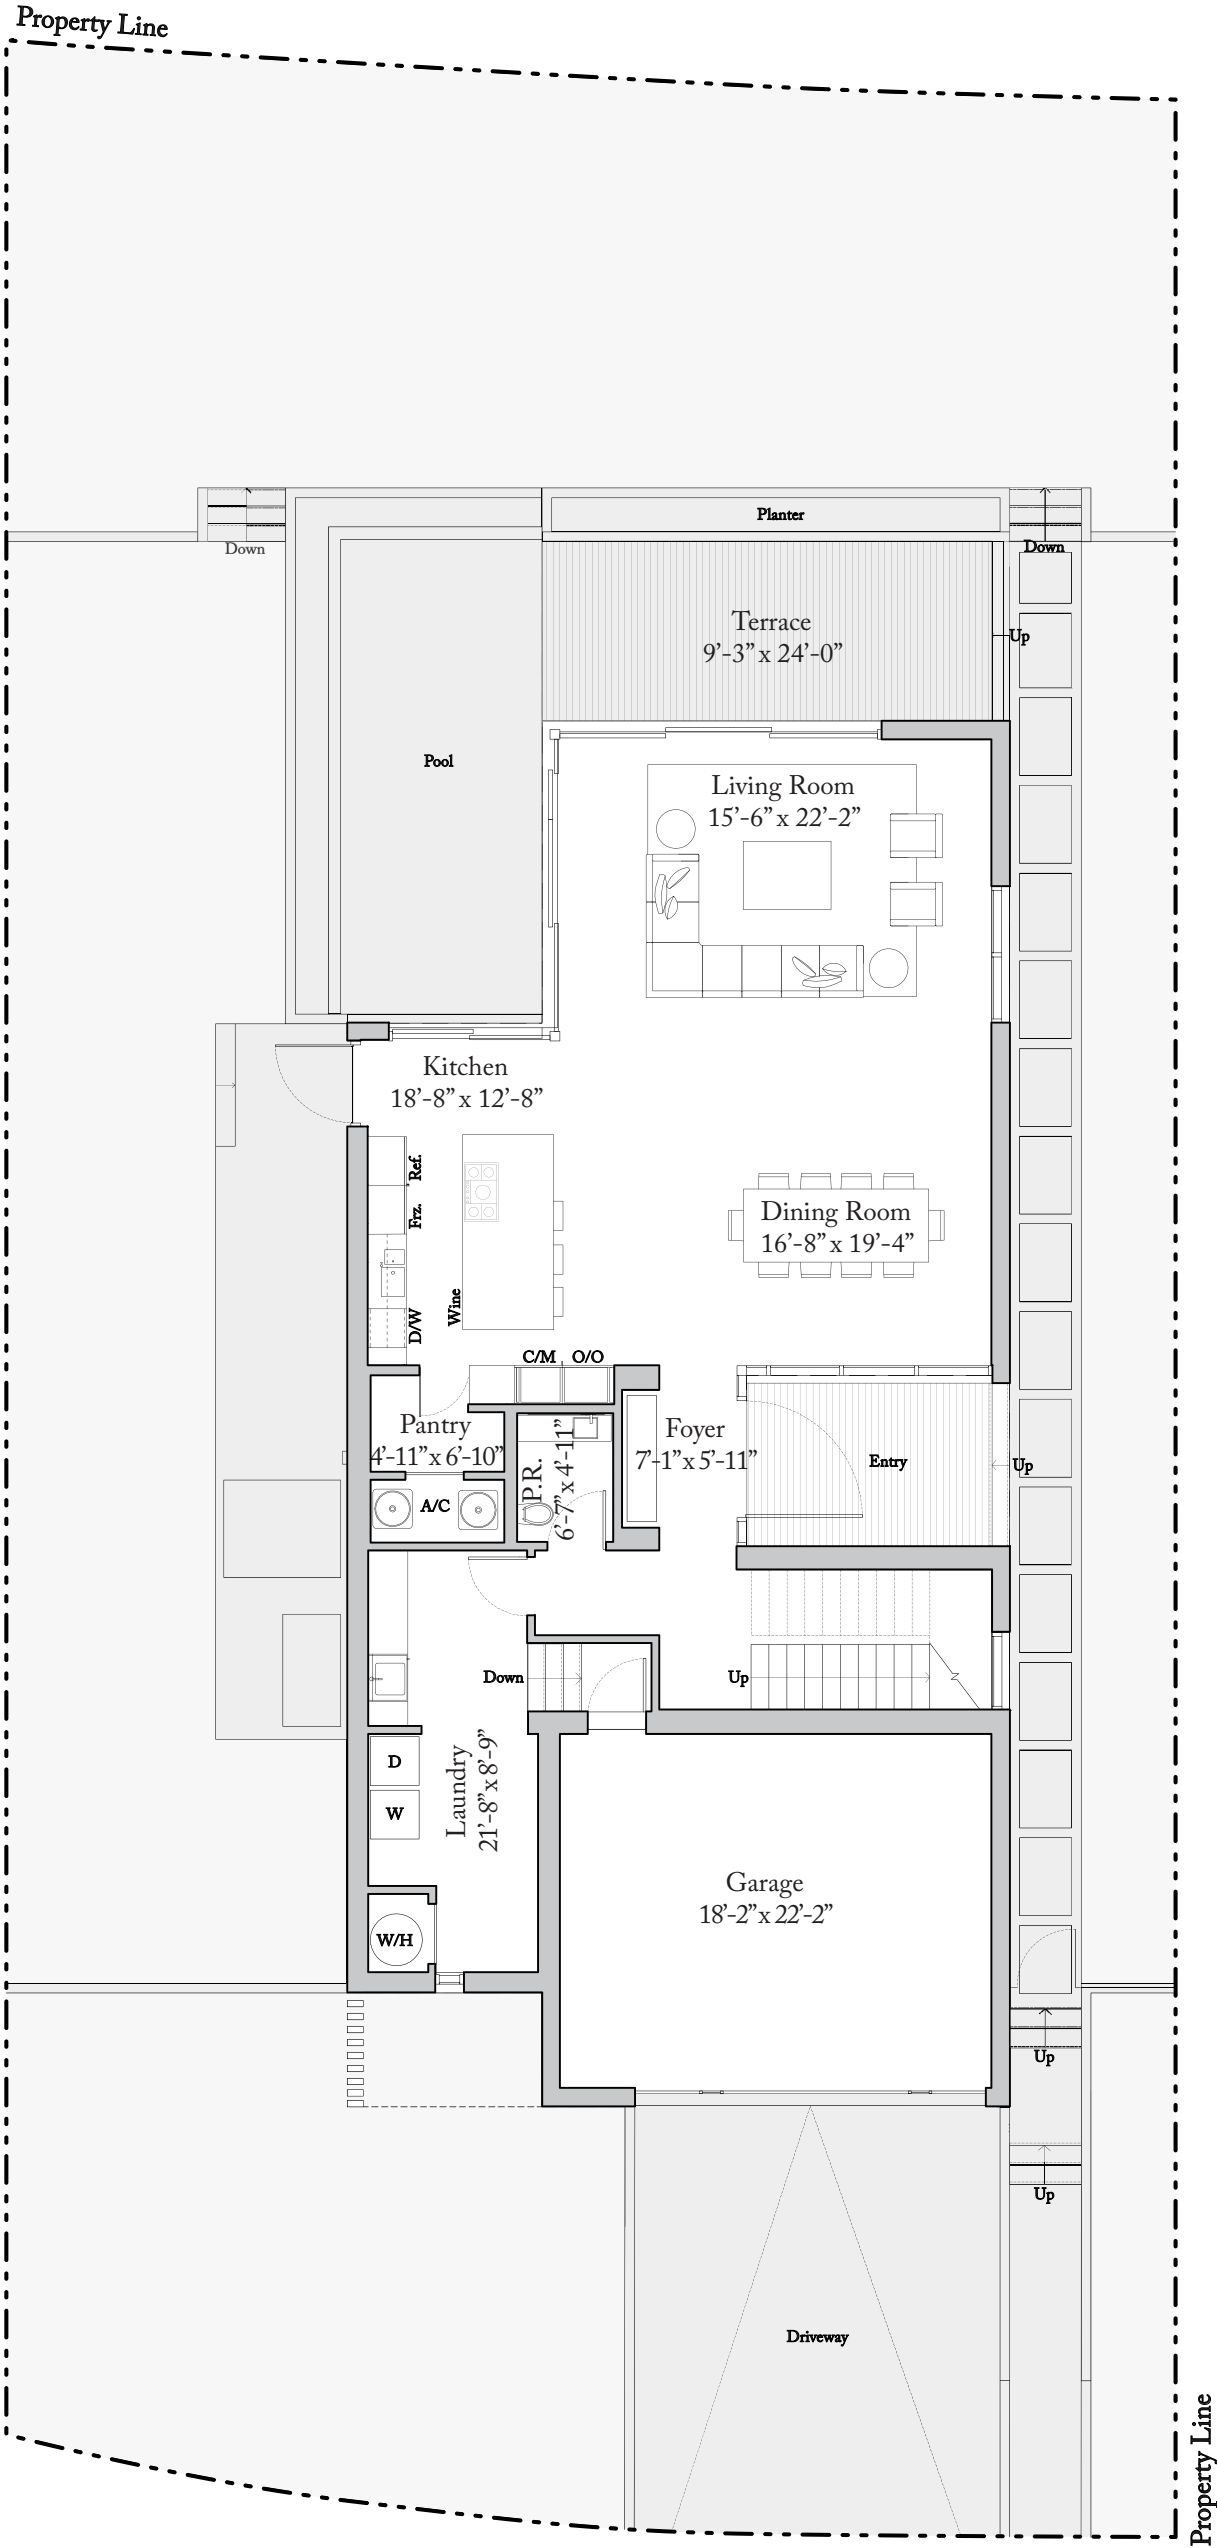 Property Line
Planter
Down
Down
Terrace
9’-3” x 24’-0”
Up
Pool
Living Room
15’-6” x 22’-2”
Kitchen
18’-8” x 12’-8”
Ref.
Frz.
D/W
Wine
Dining Room
16’-8” x 19’-4”
C/M
O/O
Pantry
4’-11” x 6’-10”
P.R.
6’-7” x 4’-11”
Foyer
7’-1” x 5’-11”
Entry
Up
A/C
Down
Up
D
W
Laundry
21’-8” x 8’-9”
Garage
18’-2” x 22’-2”
W/H
Up
Up
Driveway
Property Line